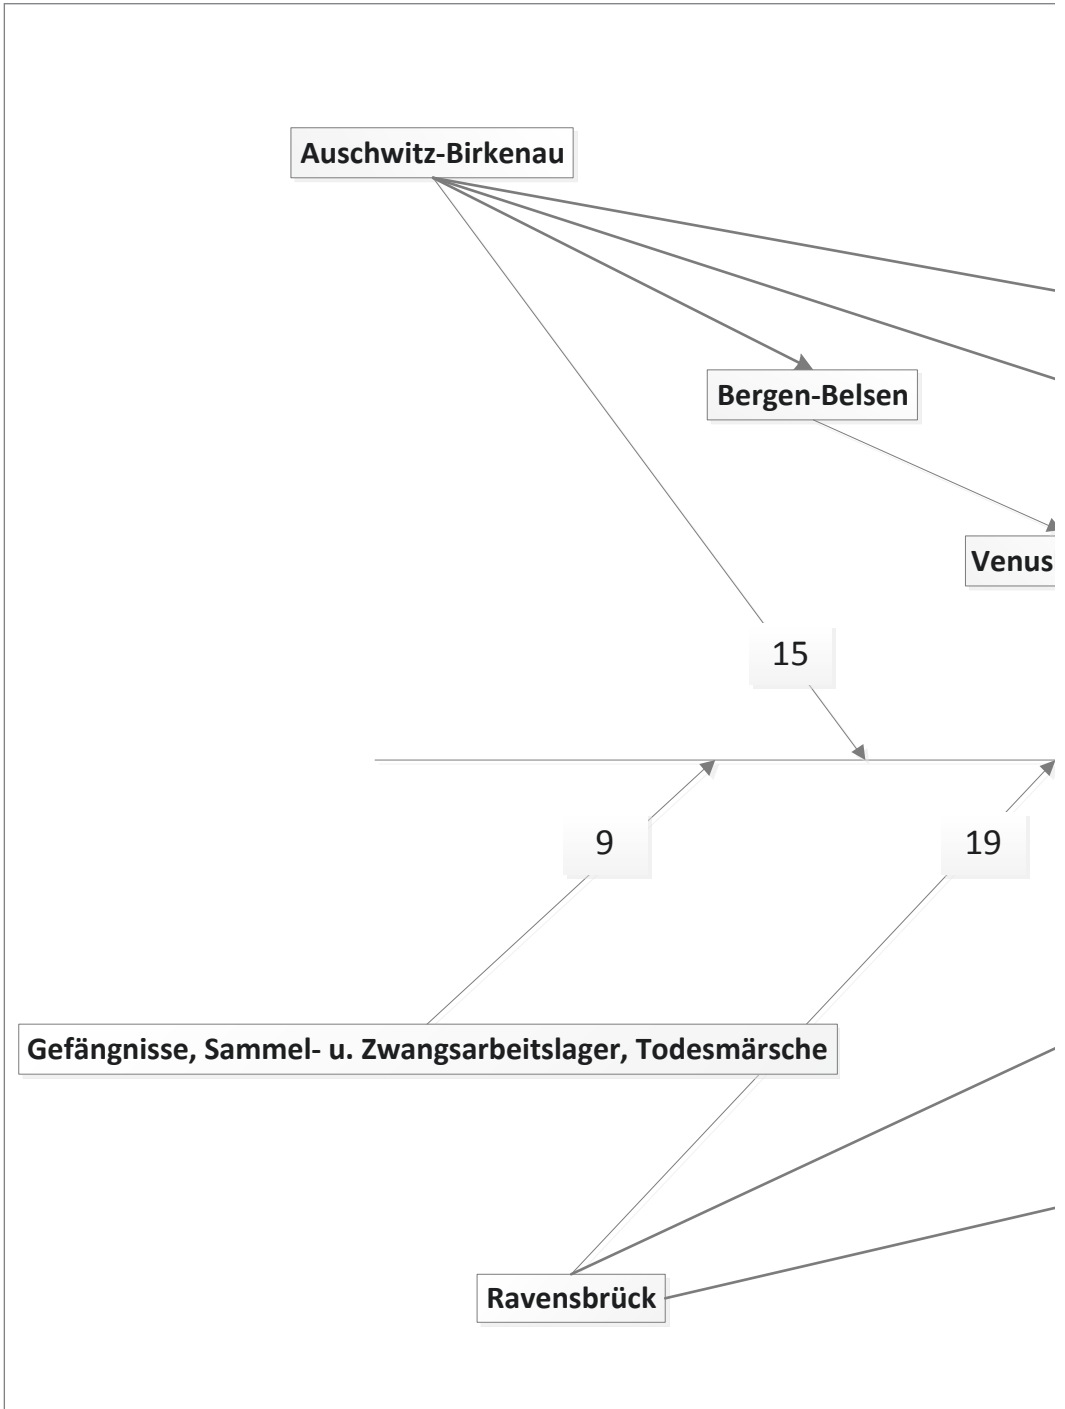 Auschwitz-Birkenau
Bergen-Belsen
Venus
15
9
19
Gefängnisse, Sammel- u. Zwangsarbeitslager, Todesmärsche
Ravensbrück